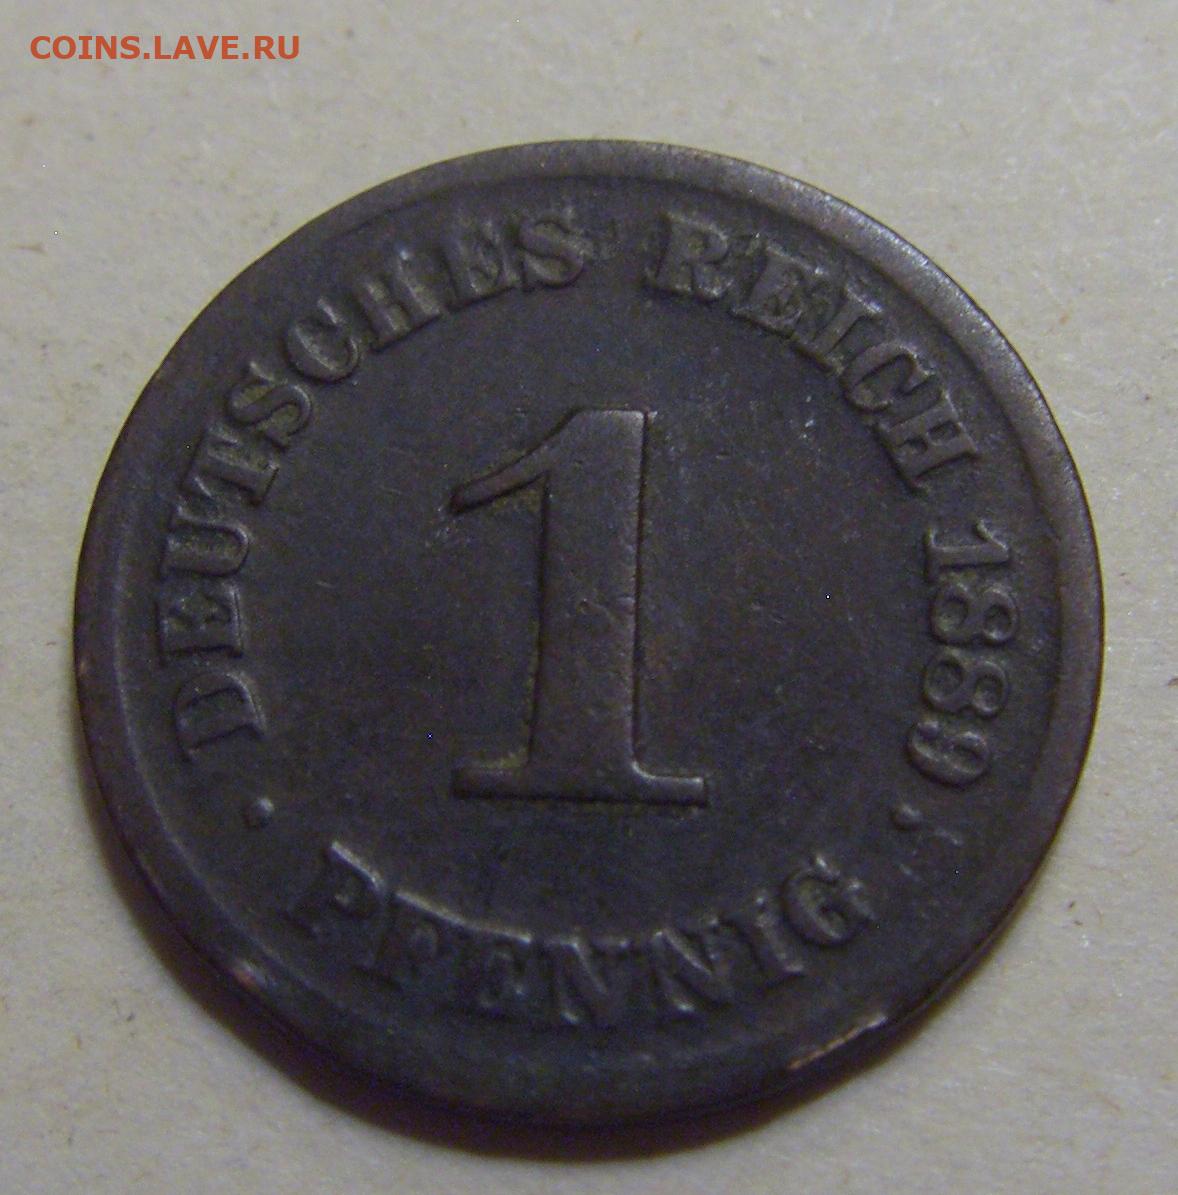 COINS.LAVE.RU
· DEUTSCHES REICH 1889 ·
1
PFENNIG